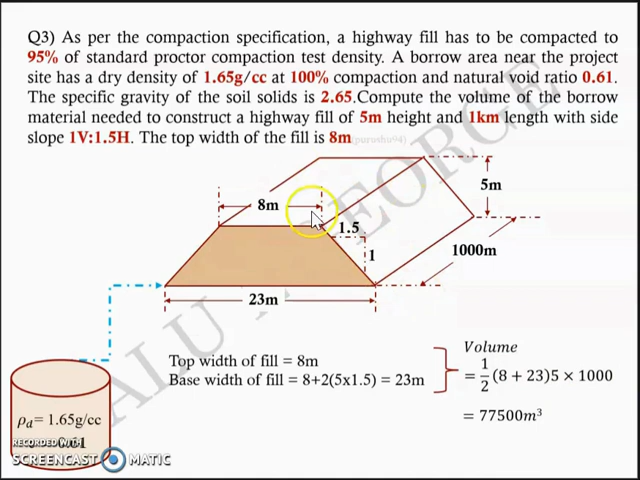 Q3) As per the compaction specification, a highway fill has to be compacted to
95% of standard proctor compaction test density. A borrow area near the project
site has a dry density of 1.65g/cc at 100% compaction and natural void ratio 0.61.
The specific gravity of the soil solids is 2.65.Compute the volume of the borrow
material needed to construct a highway fill of 5m height and 1km length with side
slope 1V:1.5H. The top width of the fill is 8m (purosho94)
5m
8m
1.5
1
1000m
23m
Top width of fill = 8m
Base width of fill = 8+2(5x1.5) = 23m
Volume
= 1/2 (8 + 23)5 × 1000
= 77500m³
ρd= 1.65g/cc
0.61
RECORDED WITH
SCREENCAST MATIC